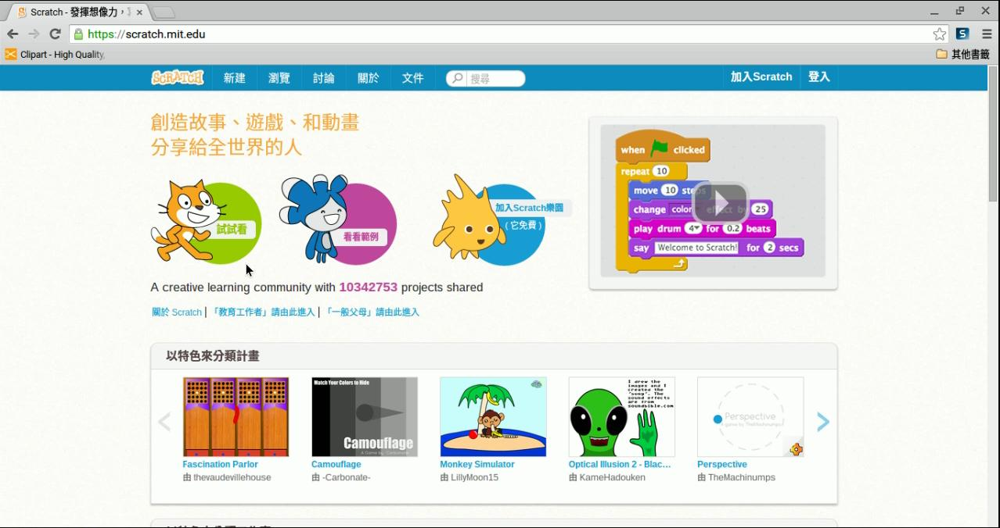 Scratch - 發揮想像力，
https://scratch.mit.edu
Clipart - High Quality,
其他書籤
SCRATCH 新建 瀏覽 討論 關於 文件 搜尋 加入Scratch 登入
創造故事、遊戲、和動畫
分享給全世界的人
試試看
看看範例
加入Scratch樂園
( 它免費 )
when clicked
repeat 10
move 10 steps
change color effect by 25
play drum 4 for 0.2 beats
say Welcome to Scratch! for 2 secs
A creative learning community with 10342753 projects shared
關於 Scratch | 「教育工作者」請由此進入 | 「一般父母」請由此進入
以特色來分類計畫
Match Your Colors to Hide
Camouflage
A Game by -Carbonate-
I drew the
images and I
created the
"song". The
sound effects
are from
soundbible.com
Perspective
game by TheMachinumps
Fascination Parlor
由 thevaudevillehouse
Camouflage
由 -Carbonate-
Monkey Simulator
由 LillyMoon15
Optical Illusion 2 - Blac...
由 KameHadouken
Perspective
由 TheMachinumps